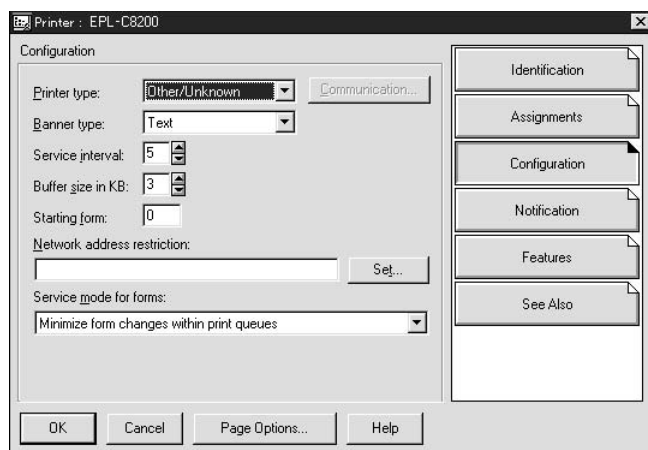 Printer : EPL-C8200
Configuration
Printer type: Other/Unknown Communication...
Banner type: Text
Service interval: 5
Buffer size in KB: 3
Starting form: 0
Network address restriction:
Set...
Service mode for forms:
Minimize form changes within print queues
OK Cancel Page Options... Help
Identification
Assignments
Configuration
Notification
Features
See Also